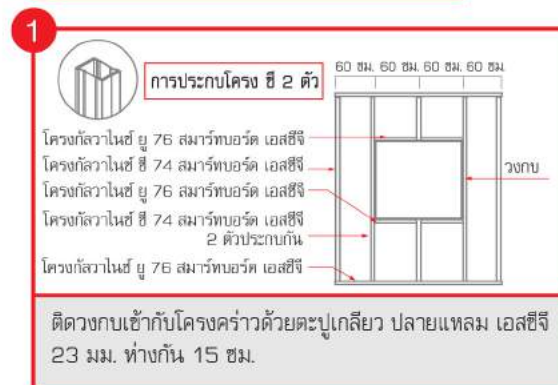 1
การประกบโครง ซี 2 ตัว
60 ซม. 60 ซม. 60 ซม. 60 ซม.
โครงกัลวาไนซ์ ยู 76 สมาร์ทบอร์ด เอสซีจี
โครงกัลวาไนซ์ ซี 74 สมาร์ทบอร์ด เอสซีจี
วงกบ
โครงกัลวาไนซ์ ยู 76 สมาร์ทบอร์ด เอสซีจี
โครงกัลวาไนซ์ ซี 74 สมาร์ทบอร์ด เอสซีจี
2 ตัวประกบกัน
โครงกัลวาไนซ์ ยู 76 สมาร์ทบอร์ด เอสซีจี
ติดวงกบเข้ากับโครงคร่าวด้วยตะปูเกลียว ปลายแหลม เอสซีจี
23 มม. ห่างกัน 15 ซม.